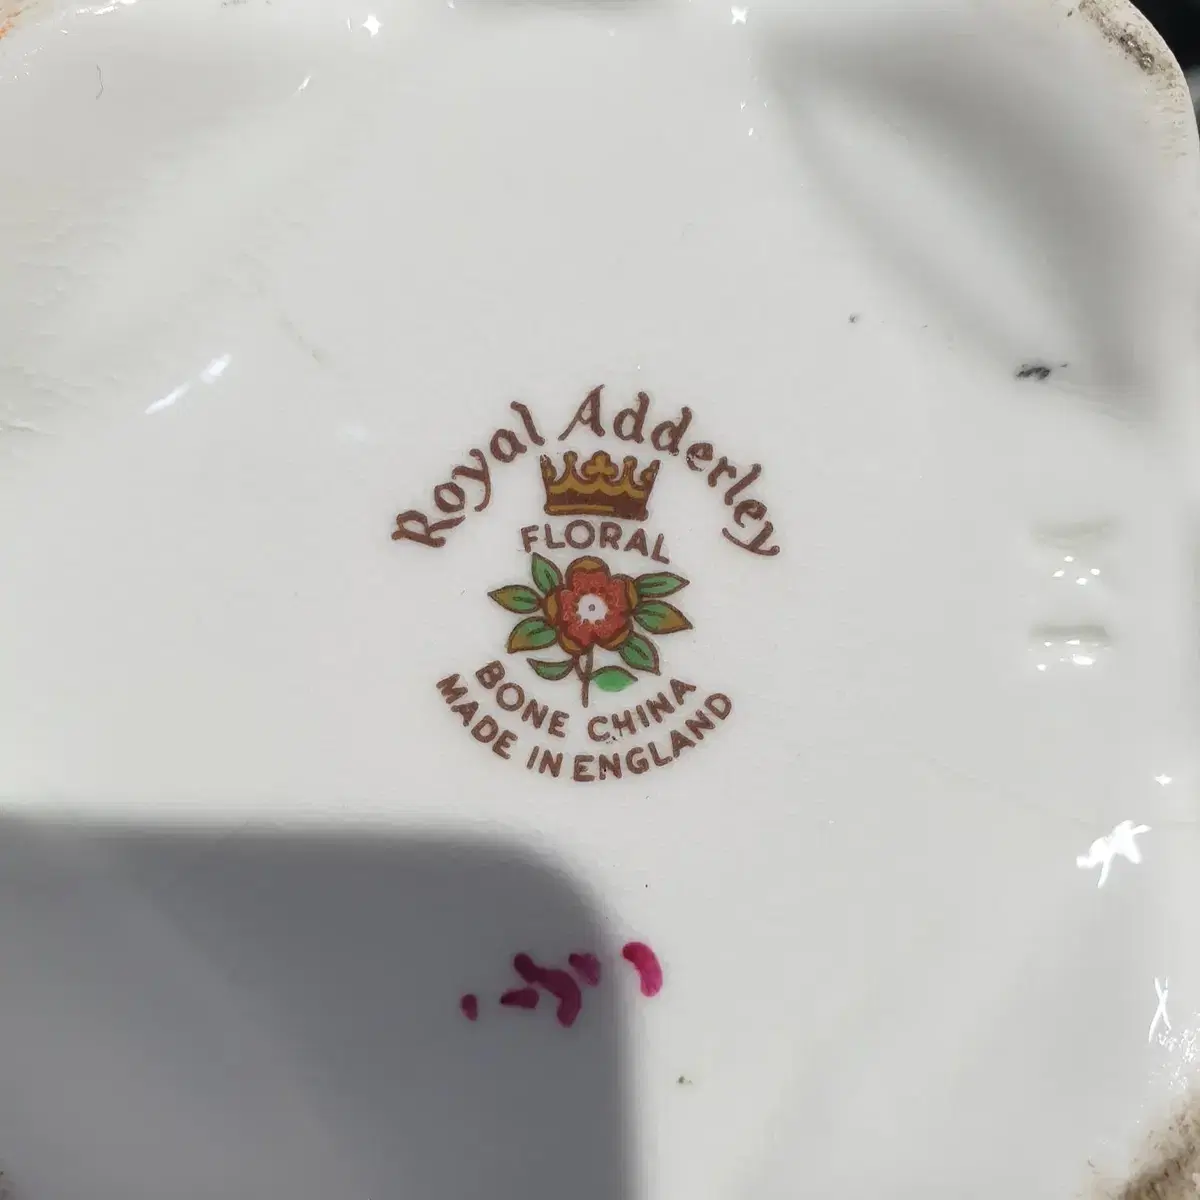 Royal Adderley
FLORAL
BONE CHINA
MADE IN ENGLAND